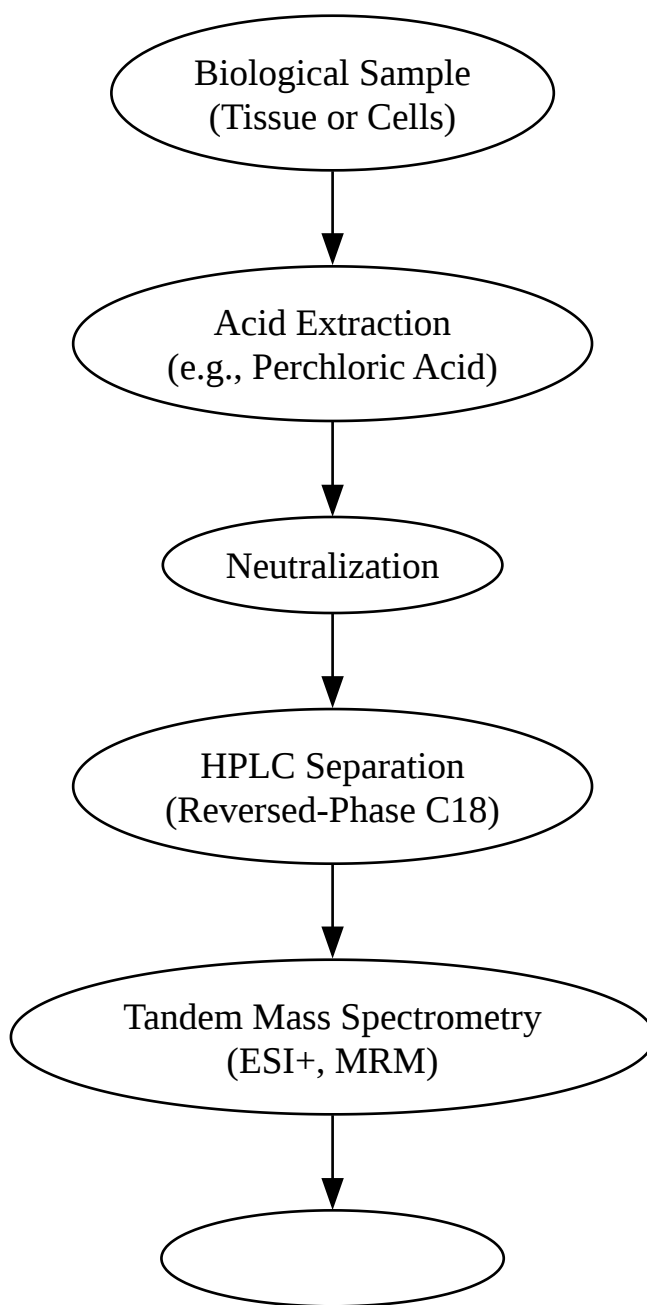 Biological Sample
(Tissue or Cells)
Acid Extraction
(e.g., Perchloric Acid)
Neutralization
HPLC Separation
(Reversed-Phase C18)
Tandem Mass Spectrometry
(ESI+, MRM)